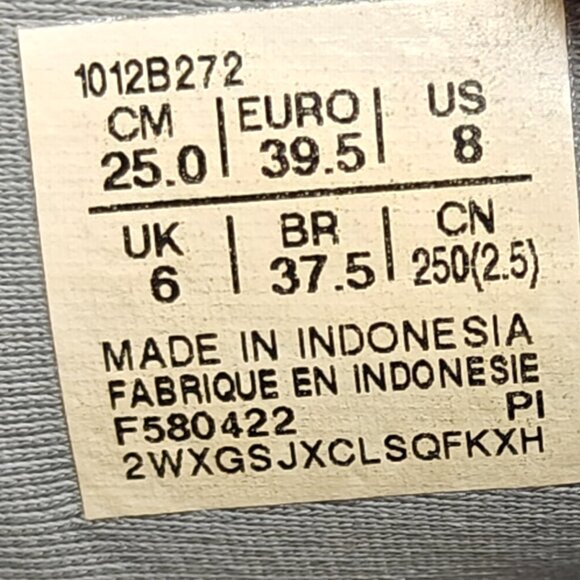 1012B272
CM | EURO | US
25.0 | 39.5 | 8
UK | BR | CN
6 | 37.5 | 250(2.5)
MADE IN INDONESIA
FABRIQUE EN INDONESIE
F580422 PI
2WXGSJXCLSQFKXH